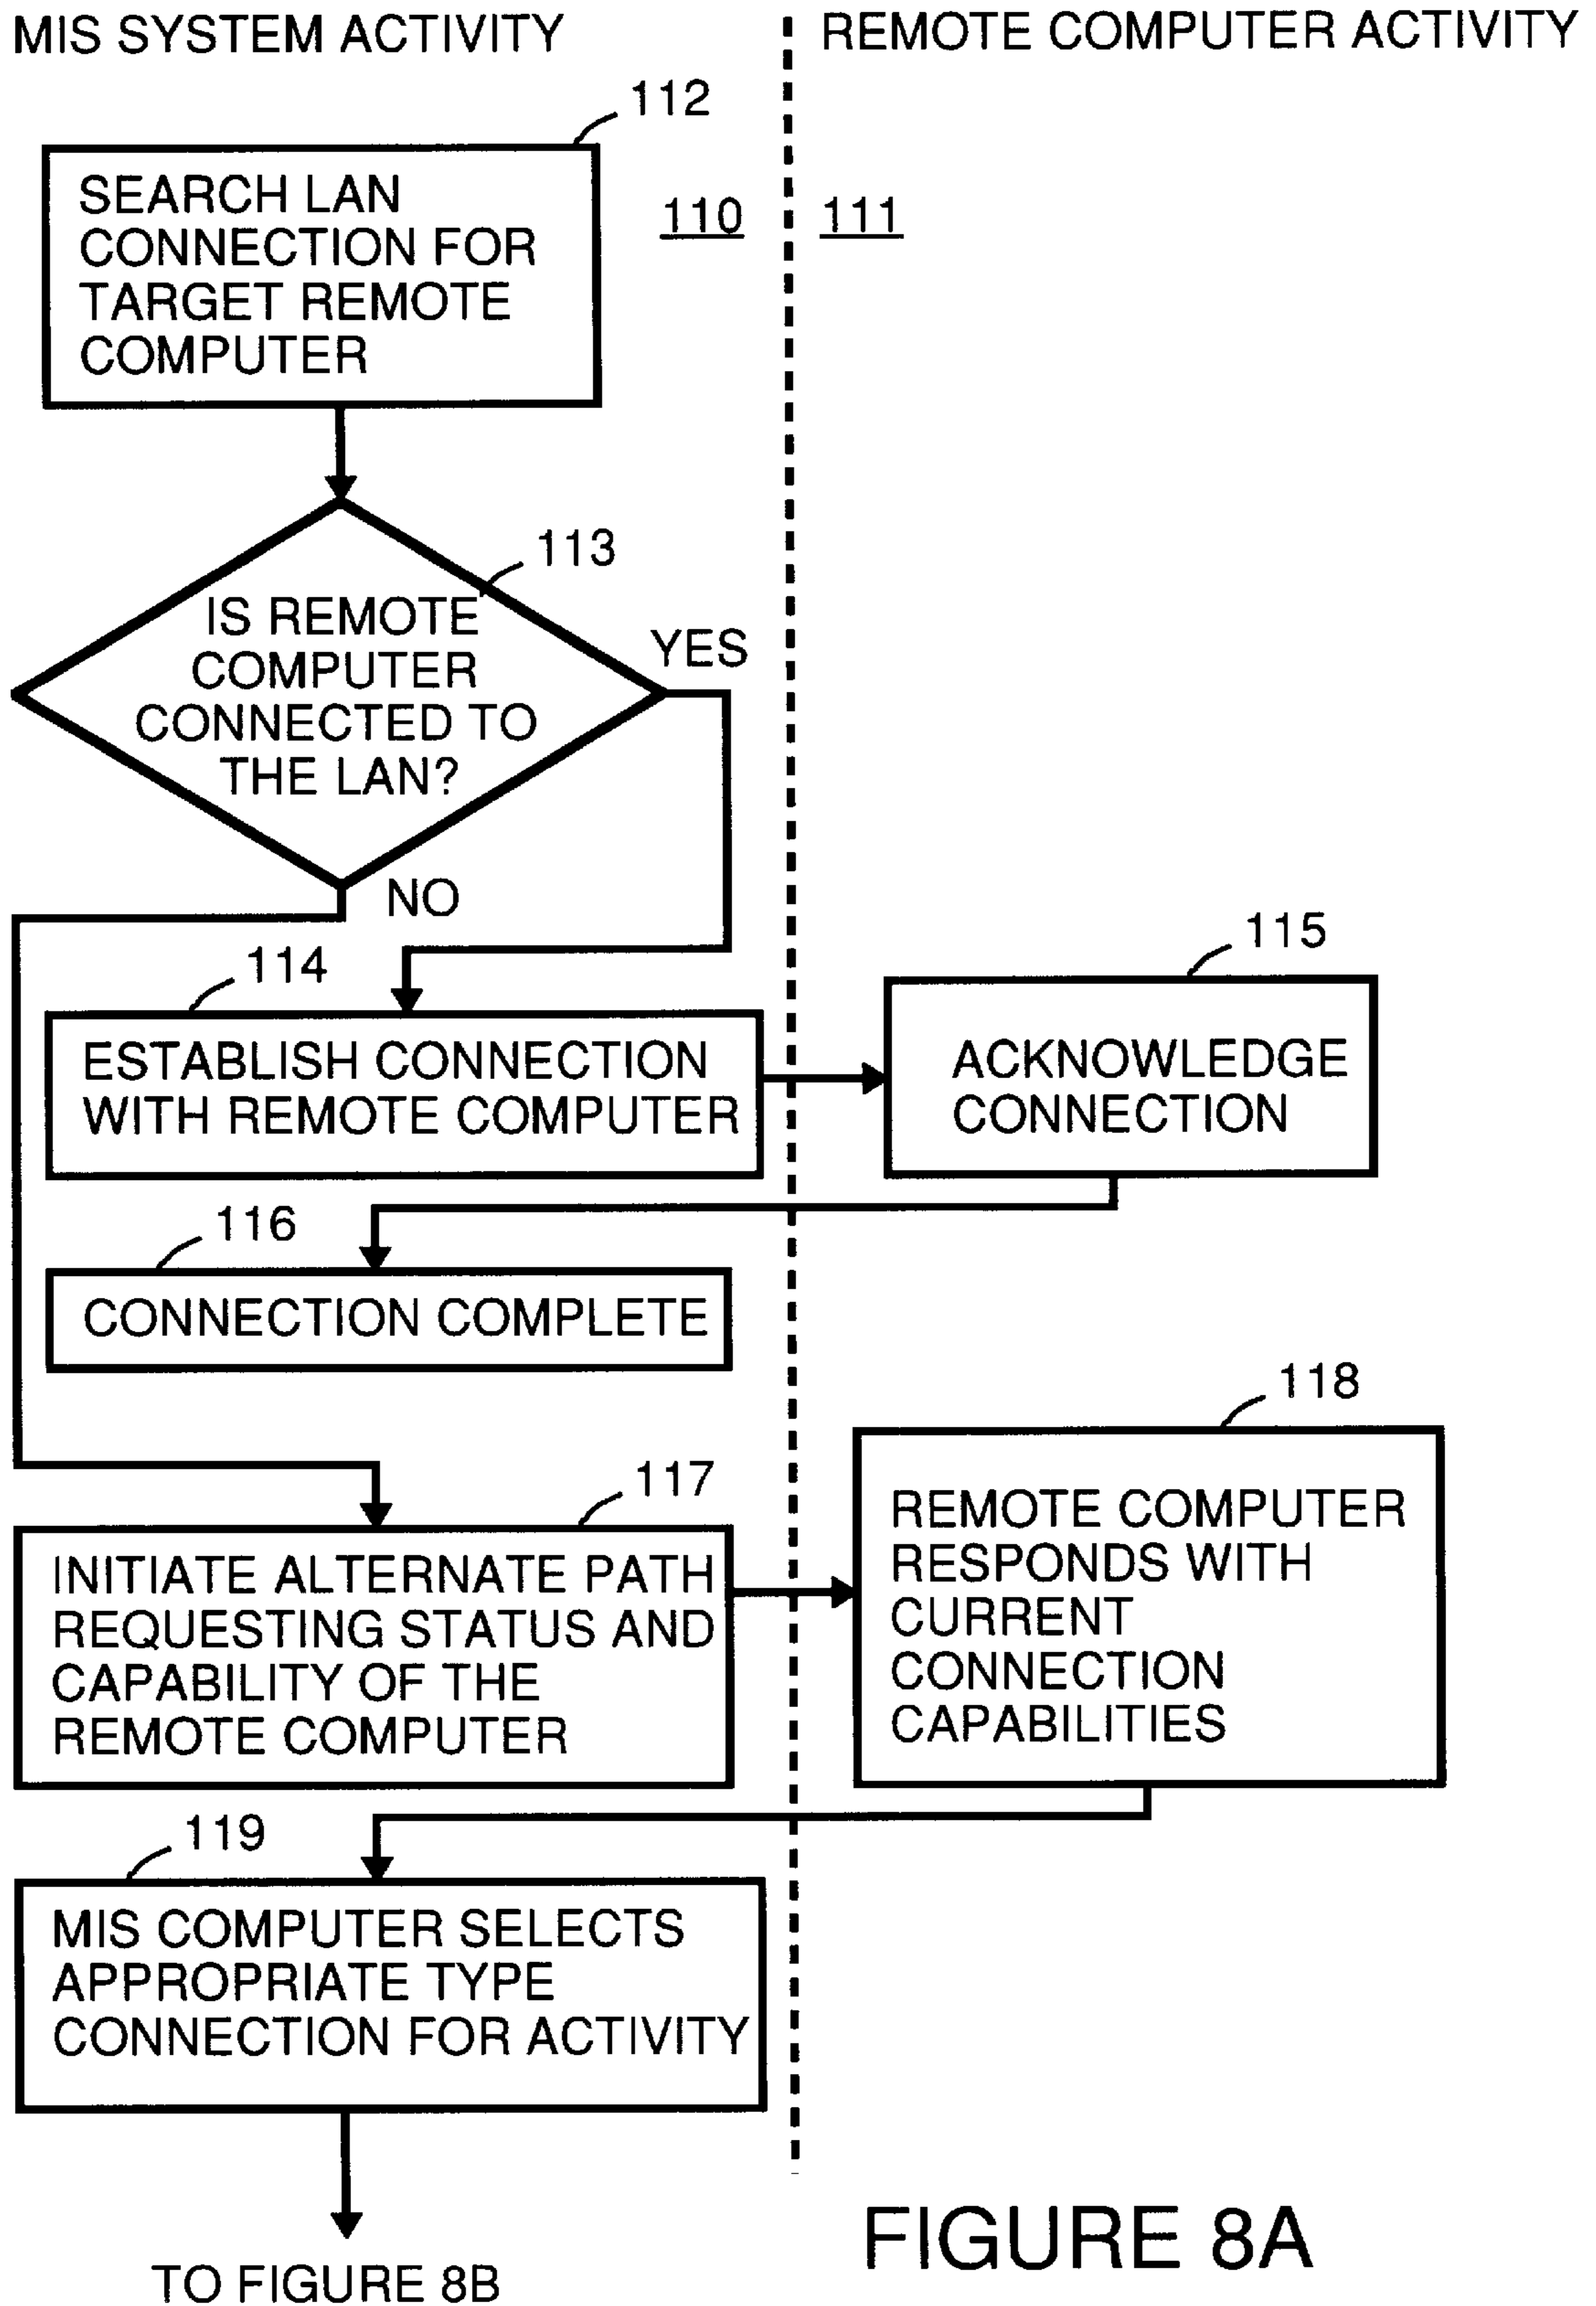 MIS SYSTEM ACTIVITY
REMOTE COMPUTER ACTIVITY
112
SEARCH LAN
CONNECTION FOR
TARGET REMOTE
COMPUTER
110
111
113
IS REMOTE
COMPUTER
CONNECTED TO
THE LAN?
YES
NO
114
ESTABLISH CONNECTION
WITH REMOTE COMPUTER
115
ACKNOWLEDGE
CONNECTION
116
CONNECTION COMPLETE
117
INITIATE ALTERNATE PATH
REQUESTING STATUS AND
CAPABILITY OF THE
REMOTE COMPUTER
118
REMOTE COMPUTER
RESPONDS WITH
CURRENT
CONNECTION
CAPABILITIES
119
MIS COMPUTER SELECTS
APPROPRIATE TYPE
CONNECTION FOR ACTIVITY
TO FIGURE 8B
FIGURE 8A